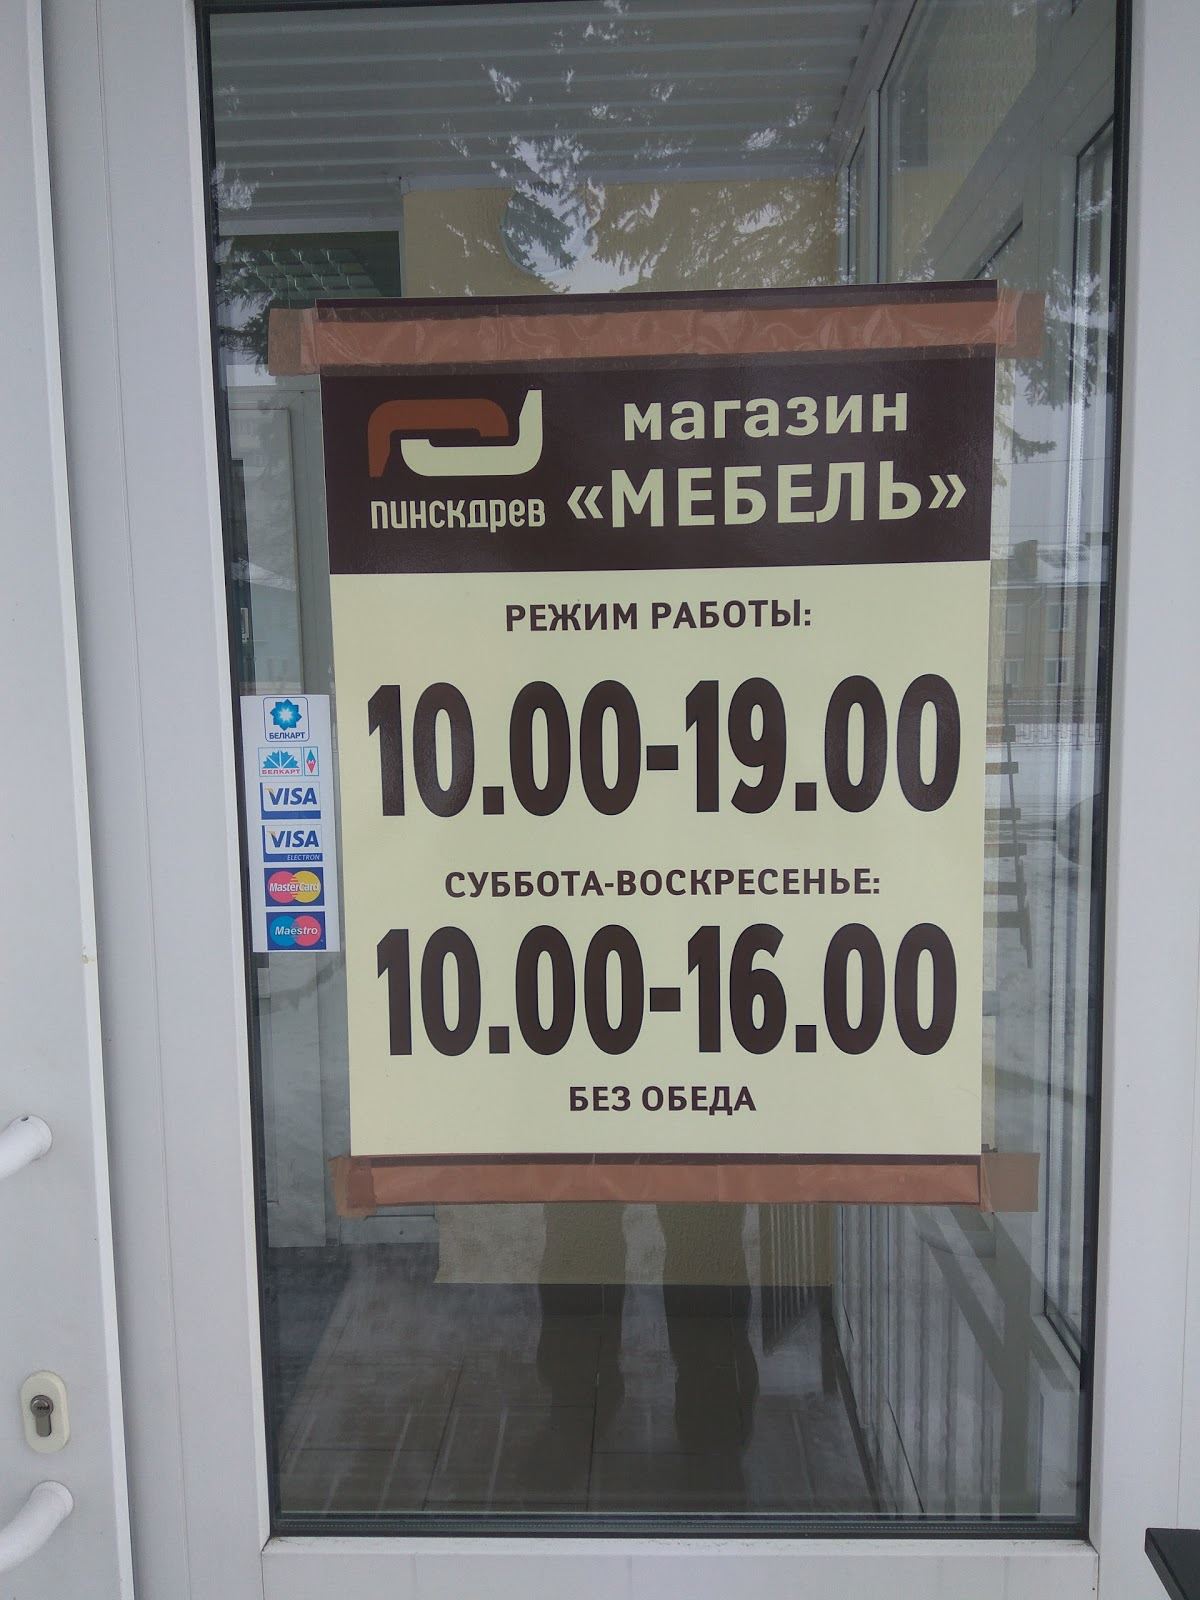 магазин
«МЕБЕЛЬ»
пинскдрев
РЕЖИМ РАБОТЫ:
10.00-19.00
СУББОТА-ВОСКРЕСЕНЬЕ:
10.00-16.00
БЕЗ ОБЕДА
БЕЛКАРТ
БЕЛКАРТ
VISA
VISA
ELECTRON
MasterCard
Maestro